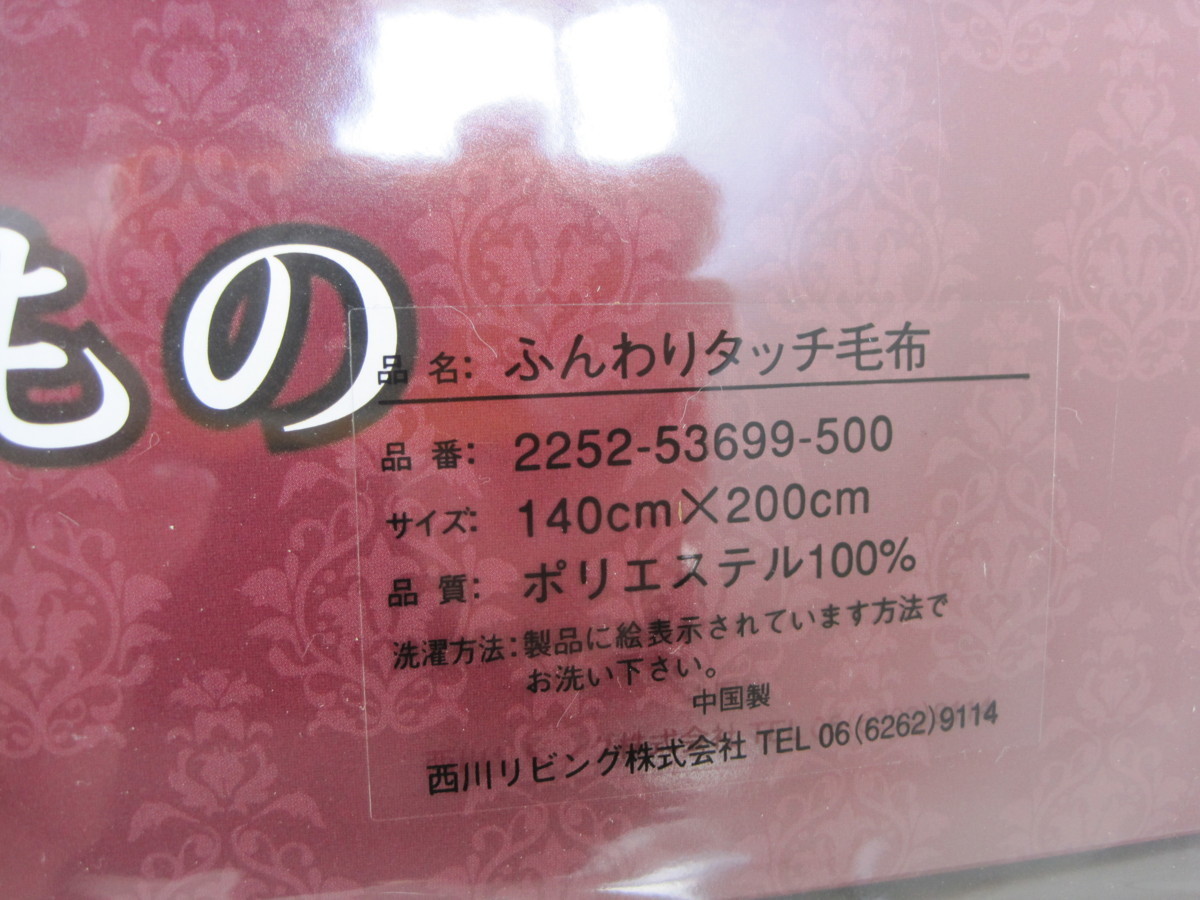 もの
品 名: ふんわりタッチ毛布
品 番: 2252-53699-500
サイズ: 140cm×200cm
品 質: ポリエステル100%
洗濯方法:製品に絵表示されています方法で
お洗い下さい。
中国製
西川リビング株式会社 TEL 06(6262)9114